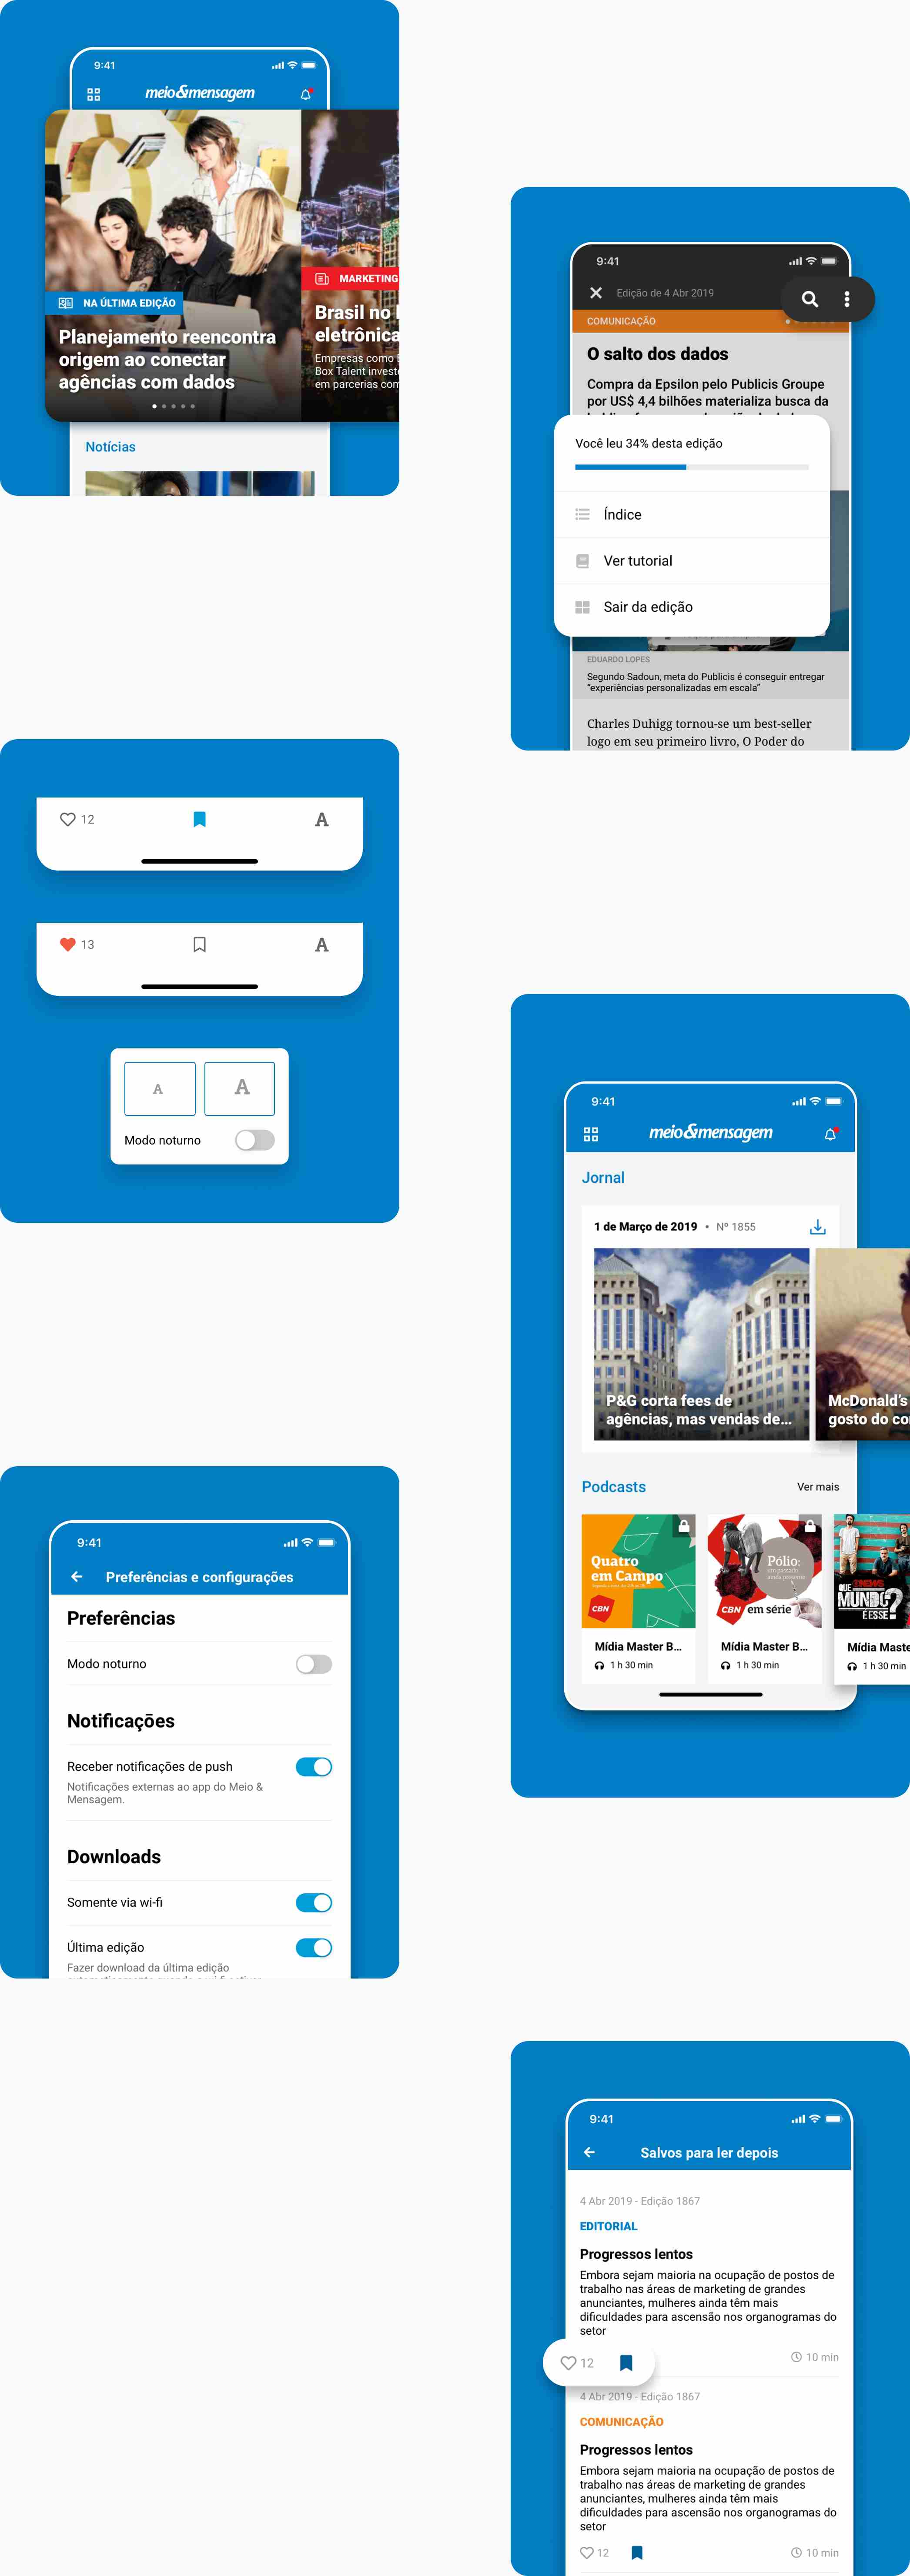 9:41
meio&mensagem
NA ÚLTIMA EDIÇÃO
Planejamento reencontra
origem ao conectar
agências com dados
MARKETING
Brasil no
eletrônica
Empresas como
Box Talent
em parcerias com
Notícias
9:41
Edição de 4 Abr 2019
COMUNICAÇÃO
O salto dos dados
Compra da Epsilon pelo Publicis Groupe
por US$ 4,4 bilhões materializa busca da
Você leu 34% desta edição
Índice
Ver tutorial
Sair da edição
EDUARDO LOPES
Segundo Sadoun, meta do Publicis é conseguir entregar
“experiências personalizadas em escala”
Charles Duhigg tornou-se um best-seller
logo em seu primeiro livro, O Poder do
12
A
13
A
A
A
Modo noturno
9:41
meio&mensagem
Jornal
1 de Março de 2019 • Nº 1855
P&G corta fees de
agências, mas vendas de...
McDonald’s
gosto do
Podcasts
Ver mais
Quatro
em Campo
CBN
Pólio:
um passado
ainda presente
CBN em série
QUE
MUNDO
É ESSE?
Mídia Master B...
1 h 30 min
Mídia Master B...
1 h 30 min
Mídia
1 h 30 min
9:41
Preferências e configurações
Preferências
Modo noturno
Notificações
Receber notificações de push
Notificações externas ao app do Meio &
Mensagem.
Downloads
Somente via wi-fi
Última edição
Fazer download da última edição
9:41
Salvos para ler depois
4 Abr 2019 - Edição 1867
EDITORIAL
Progressos lentos
Embora sejam maioria na ocupação de postos de
trabalho nas áreas de marketing de grandes
anunciantes, mulheres ainda têm mais
dificuldades para ascensão nos organogramas do
setor
12
10 min
4 Abr 2019 - Edição 1867
COMUNICAÇÃO
Progressos lentos
Embora sejam maioria na ocupação de postos de
trabalho nas áreas de marketing de grandes
anunciantes, mulheres ainda têm mais
dificuldades para ascensão nos organogramas do
setor
12
10 min